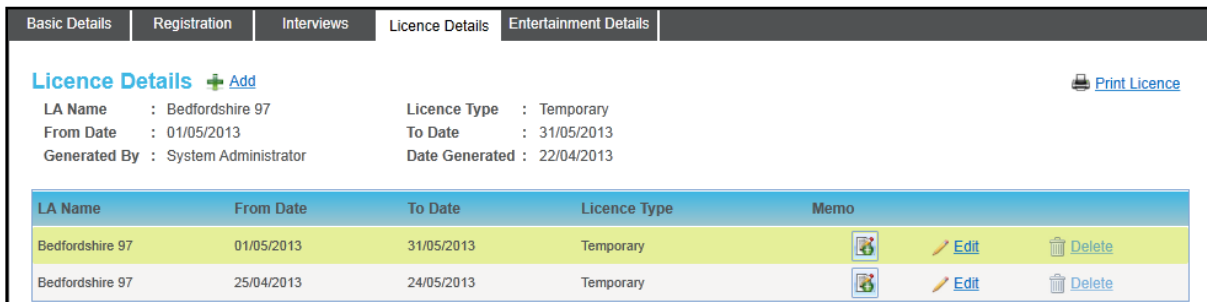 Basic Details Registration Interviews Licence Details Entertainment Details
Licence Details Add Print Licence
LA Name : Bedfordshire 97 Licence Type : Temporary
From Date : 01/05/2013 To Date : 31/05/2013
Generated By : System Administrator Date Generated : 22/04/2013
LA Name From Date To Date Licence Type Memo
Bedfordshire 97 01/05/2013 31/05/2013 Temporary Edit Delete
Bedfordshire 97 25/04/2013 24/05/2013 Temporary Edit Delete